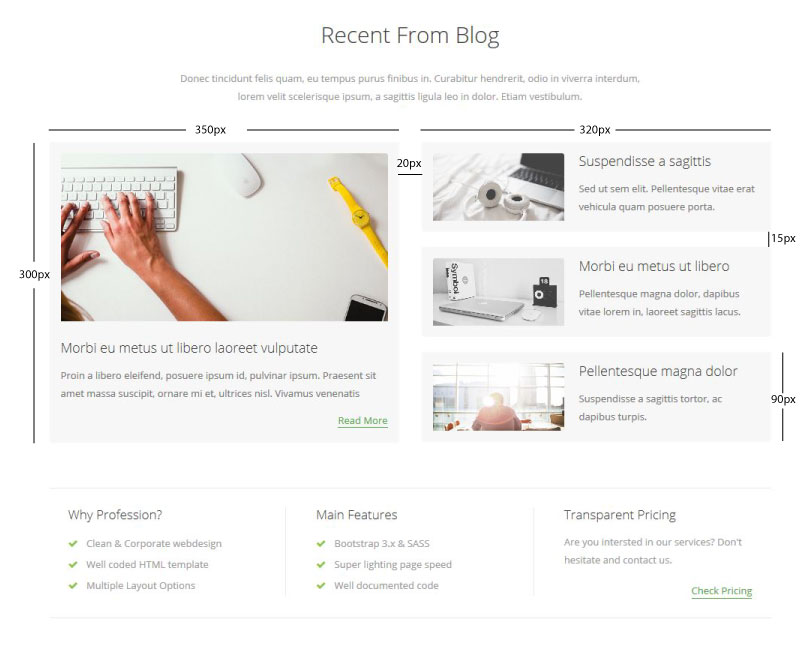 Recent From Blog
Donec tincidunt felis quam, eu tempus purus finibus in. Curabitur hendrerit, odio in viverra interdum,
lorem velit scelerisque ipsum, a sagittis ligula leo in dolor. Etiam vestibulum.
350px
320px
20px
300px
Morbi eu metus ut libero laoreet vulputate
Proin a libero eleifend, posuere ipsum id, pulvinar ipsum. Praesent sit
amet massa suscipit, ornare mi et, ultrices nisl. Vivamus venenatis
Read More
Suspendisse a sagittis
Sed ut sem elit. Pellentesque vitae erat
vehicula quam posuere porta.
15px
Symbol
18
Morbi eu metus ut libero
Pellentesque magna dolor, dapibus
vitae lorem in, laoreet sagittis lacus.
Pellentesque magna dolor
Suspendisse a sagittis tortor, ac
dapibus turpis.
90px
Why Profession?
Clean & Corporate webdesign
Well coded HTML template
Multiple Layout Options
Main Features
Bootstrap 3.x & SASS
Super lighting page speed
Well documented code
Transparent Pricing
Are you intersted in our services? Don't
hesitate and contact us.
Check Pricing